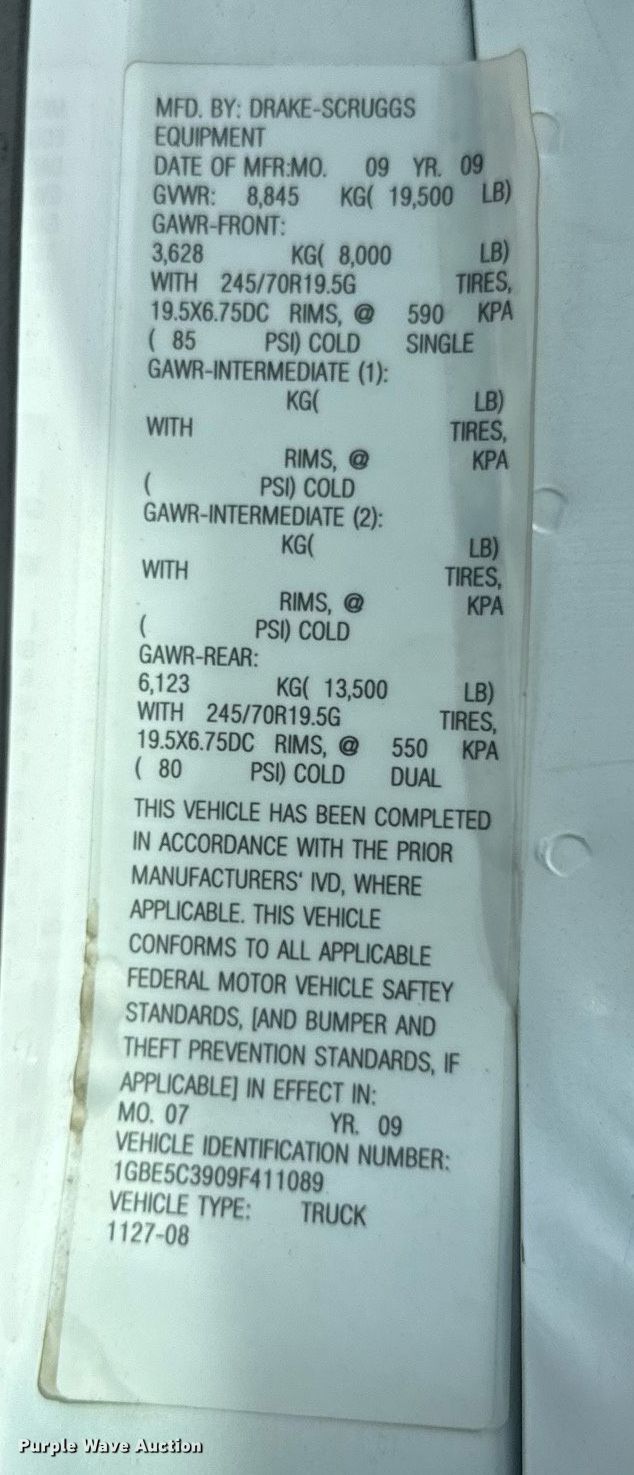 MFD. BY: DRAKE-SCRUGGS
EQUIPMENT
DATE OF MFR:MO. 09 YR. 09
GVWR: 8,845 KG( 19,500 LB)
GAWR-FRONT:
3,628 KG( 8,000 LB)
WITH 245/70R19.5G TIRES,
19.5X6.75DC RIMS, @ 590 KPA
( 85 PSI) COLD SINGLE
GAWR-INTERMEDIATE (1):
KG( LB)
WITH TIRES,
RIMS, @ KPA
( PSI) COLD
GAWR-INTERMEDIATE (2):
KG( LB)
WITH TIRES,
RIMS, @ KPA
( PSI) COLD
GAWR-REAR:
6,123 KG( 13,500 LB)
WITH 245/70R19.5G TIRES,
19.5X6.75DC RIMS, @ 550 KPA
( 80 PSI) COLD DUAL
THIS VEHICLE HAS BEEN COMPLETED
IN ACCORDANCE WITH THE PRIOR
MANUFACTURERS' IVD, WHERE
APPLICABLE. THIS VEHICLE
CONFORMS TO ALL APPLICABLE
FEDERAL MOTOR VEHICLE SAFTEY
STANDARDS, [AND BUMPER AND
THEFT PREVENTION STANDARDS, IF
APPLICABLE] IN EFFECT IN:
MO. 07 YR. 09
VEHICLE IDENTIFICATION NUMBER:
1GBE5C3909F411089
VEHICLE TYPE: TRUCK
1127-08
Purple Wave Auction